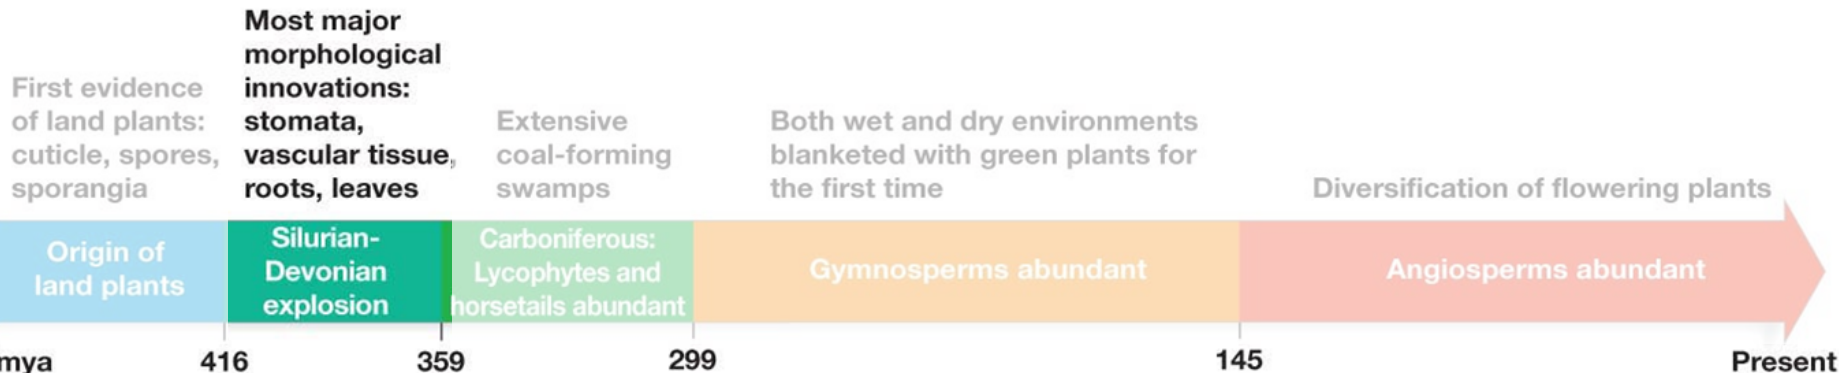 First evidence
of land plants:
cuticle, spores,
sporangia
Most major
morphological
innovations:
stomata,
vascular tissue,
roots, leaves
Extensive
coal-forming
swamps
Both wet and dry environments
blanketed with green plants for
the first time
Diversification of flowering plants
Origin of
land plants
Silurian-
Devonian
explosion
Carboniferous:
Lycophytes and
horsetails abundant
Gymnosperms abundant
Angiosperms abundant
mya 416 359 299 145 Present